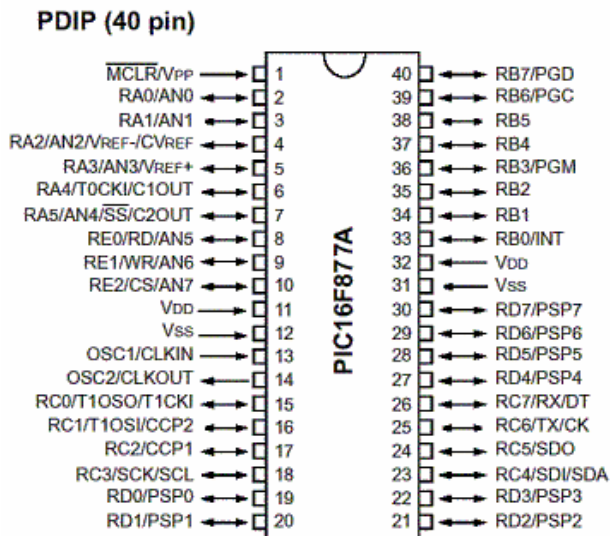 PDIP (40 pin)
MCLR/VPP 1 40 RB7/PGD
RA0/AN0 2 39 RB6/PGC
RA1/AN1 3 38 RB5
RA2/AN2/VREF-/CVREF 4 37 RB4
RA3/AN3/VREF+ 5 36 RB3/PGM
RA4/T0CKI/C1OUT 6 35 RB2
RA5/AN4/SS/C2OUT 7 34 RB1
RE0/RD/AN5 8 33 RB0/INT
RE1/WR/AN6 9 32 VDD
RE2/CS/AN7 10 31 VSS
VDD 11 30 RD7/PSP7
VSS 12 29 RD6/PSP6
OSC1/CLKIN 13 28 RD5/PSP5
OSC2/CLKOUT 14 27 RD4/PSP4
RC0/T1OSO/T1CKI 15 26 RC7/RX/DT
RC1/T1OSI/CCP2 16 25 RC6/TX/CK
RC2/CCP1 17 24 RC5/SDO
RC3/SCK/SCL 18 23 RC4/SDI/SDA
RD0/PSP0 19 22 RD3/PSP3
RD1/PSP1 20 21 RD2/PSP2
PIC16F877A